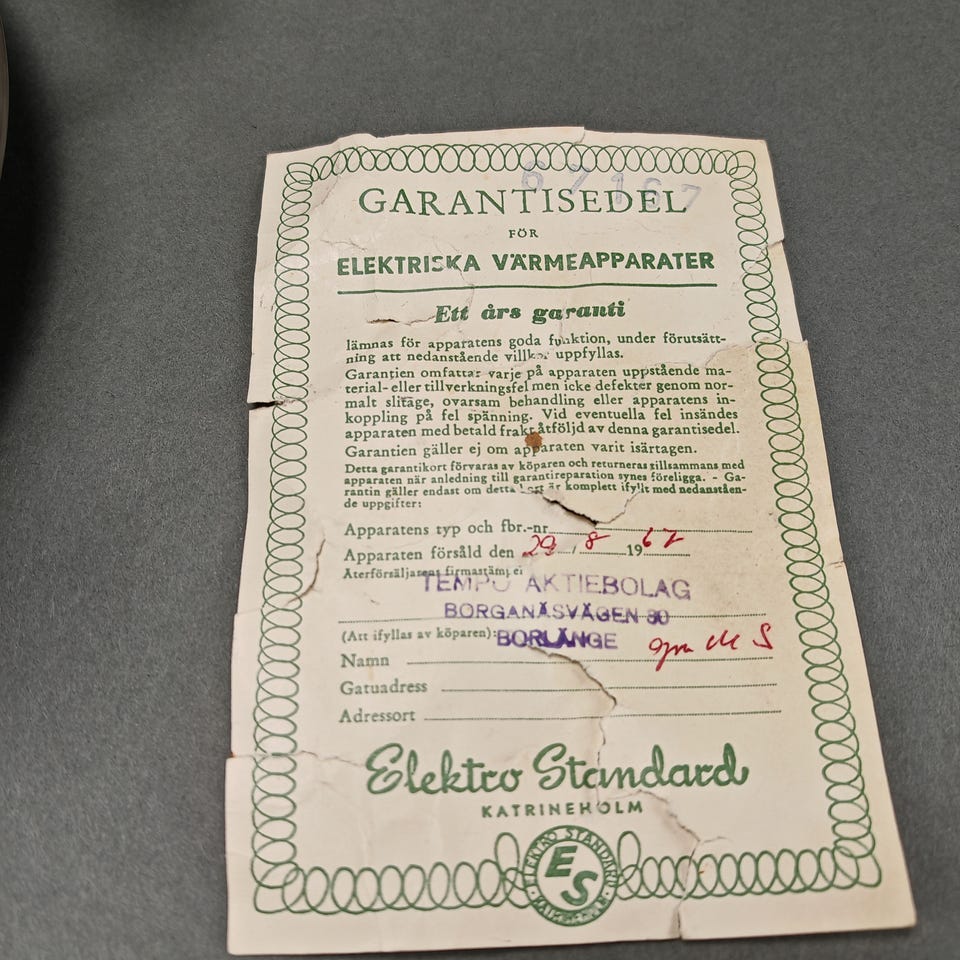 67167
GARANTISEDEL
FÖR
ELEKTRISKA VÄRMEAPPARATER
Ett års garanti
lämnas för apparatens goda funktion, under förutsätt-
ning att nedanstående villkor uppfyllas.
Garantien omfattar varje på apparaten uppstående ma-
terial- eller tillverkningsfel men icke defekter genom nor-
malt slitage, ovarsam behandling eller apparatens in-
koppling på fel spänning. Vid eventuella fel insändes
apparaten med betald frakt åtföljd av denna garantisedel.
Garantien gäller ej om apparaten varit isärtagen.
Detta garantikort förvaras av köparen och returneras tillsammans med
apparaten när anledning till garantireparation synes föreligga. - Ga-
rantin gäller endast om detta kort är komplett ifyllt med nedanståen-
de uppgifter:
Apparatens typ och fbr.-nr
Apparaten försåld den 29 / 8 1967
Återförsäljarens firmastämpel
TEMPO AKTIEBOLAG
BORGANÄSVÄGEN 30
(Att ifyllas av köparen): BORLÄNGE
Namn
Gatuadress
Adressort
Elektro Standard
KATRINEHOLM
ELEKTRO STANDARD
ES
KATRINEHOLM